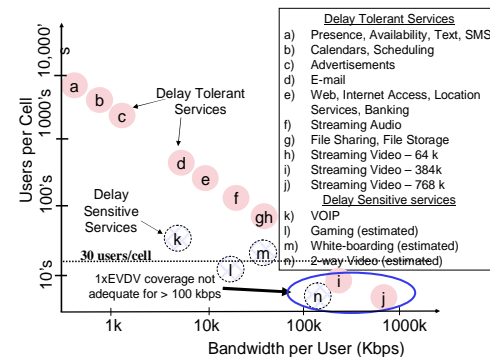 Delay Tolerant Services
a) Presence, Availability, Text, SMS
b) Calendars, Scheduling
c) Advertisements
d) E-mail
e) Web, Internet Access, Location
Services, Banking
f) Streaming Audio
g) File Sharing, File Storage
h) Streaming Video – 64 k
i) Streaming Video – 384k
j) Streaming Video – 768 k
Delay Sensitive services
k) VOIP
l) Gaming (estimated)
m) White-boarding (estimated)
n) 2-way Video (estimated)
Users per Cell
10,000's
1000's
100's
10's
a
b
c
Delay Tolerant
Services
d
e
f
gh
Delay
Sensitive
Services
k
m
l
30 users/cell
1xEVDV coverage not
adequate for > 100 kbps
n
i
j
1k
10k
100k
1000k
Bandwidth per User (Kbps)